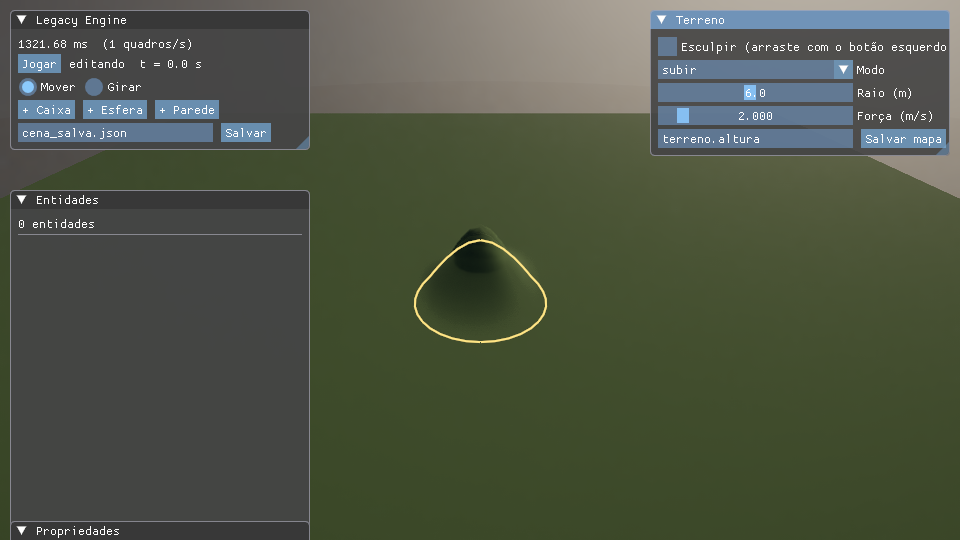 Legacy Engine
1321.68 ms (1 quadros/s)
Jogar editando t = 0.0 s
Mover Girar
+ Caixa + Esfera + Parede
cena_salva.json Salvar
Entidades
0 entidades
Propriedades
Terreno
Esculpir (arraste com o botão esquerdo
subir Modo
6.0 Raio (m)
2.000 Força (m/s)
terreno.altura Salvar mapa